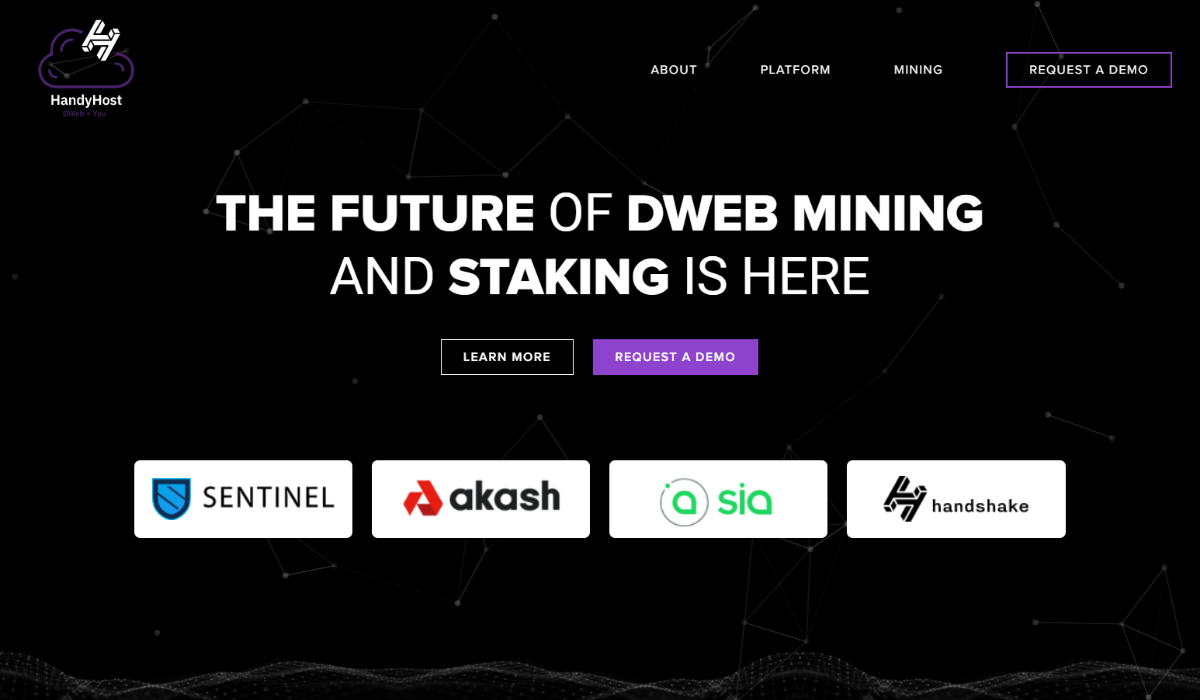 HandyHost
DWeb + You
ABOUT
PLATFORM
MINING
REQUEST A DEMO
THE FUTURE OF DWEB MINING
AND STAKING IS HERE
LEARN MORE
REQUEST A DEMO
SENTINEL
akash
sia
handshake